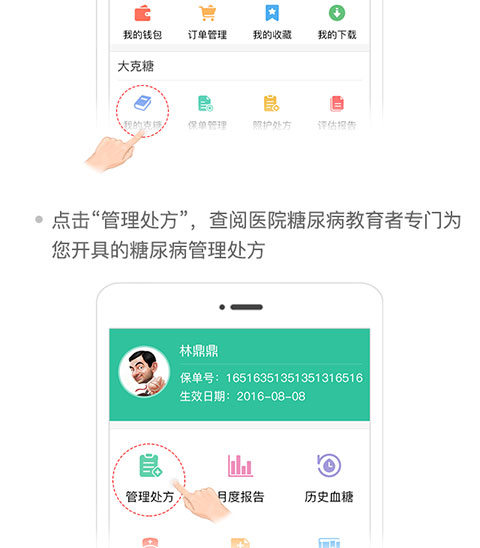 我的钱包 订单管理 我的收藏 我的下载
大克糖
我的克糖 保单管理 照护处方 评估报告
点击“管理处方”，查阅医院糖尿病教育者专门为
您开具的糖尿病管理处方
林鼎鼎
保单号：16516351351351316516
生效日期：2016-08-08
管理处方 月度报告 历史血糖